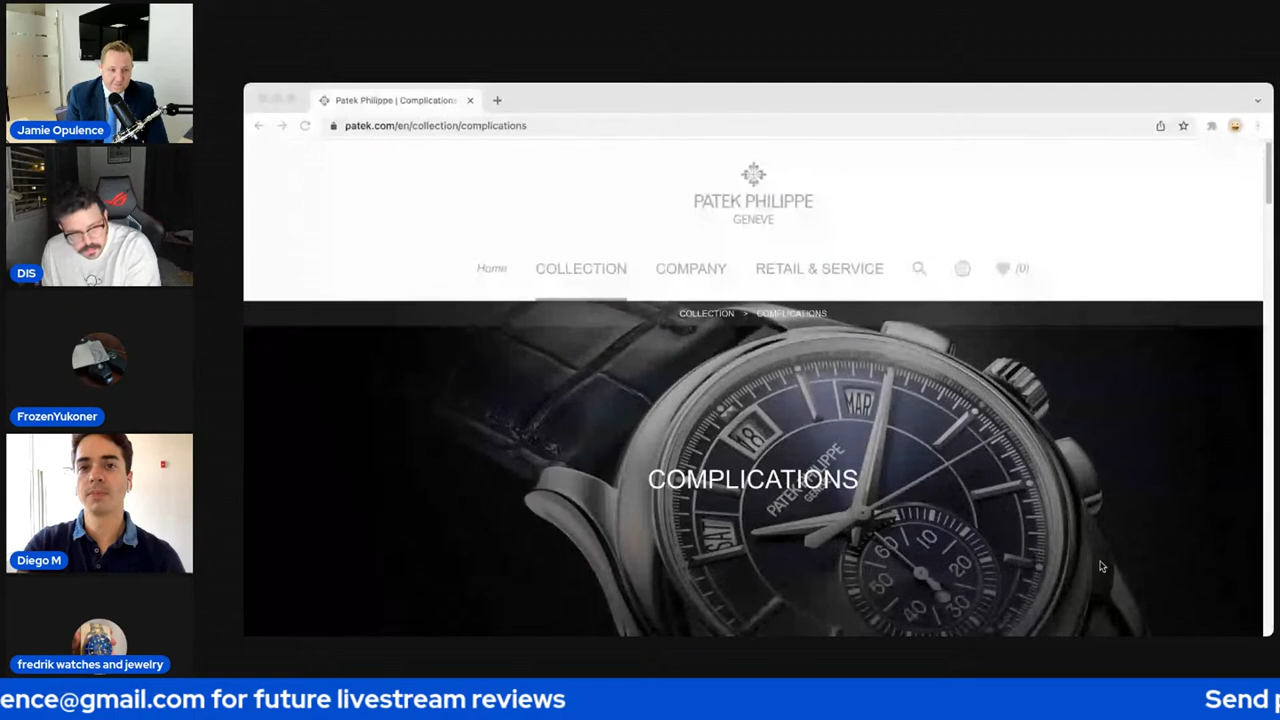 Jamie Opulence
DIS
FrozenYukoner
Diego M
fredrik watches and jewelry
Patek Philippe | Complications
patek.com/en/collection/complications
PATEK PHILIPPE
GENEVE
Home COLLECTION COMPANY RETAIL & SERVICE (0)
COLLECTION > COMPLICATIONS
MAR
18
PATEK PHILIPPE
GENEVE
COMPLICATIONS
SAT
60 10 20 30 40 50
ence@gmail.com for future livestream reviews
Send p